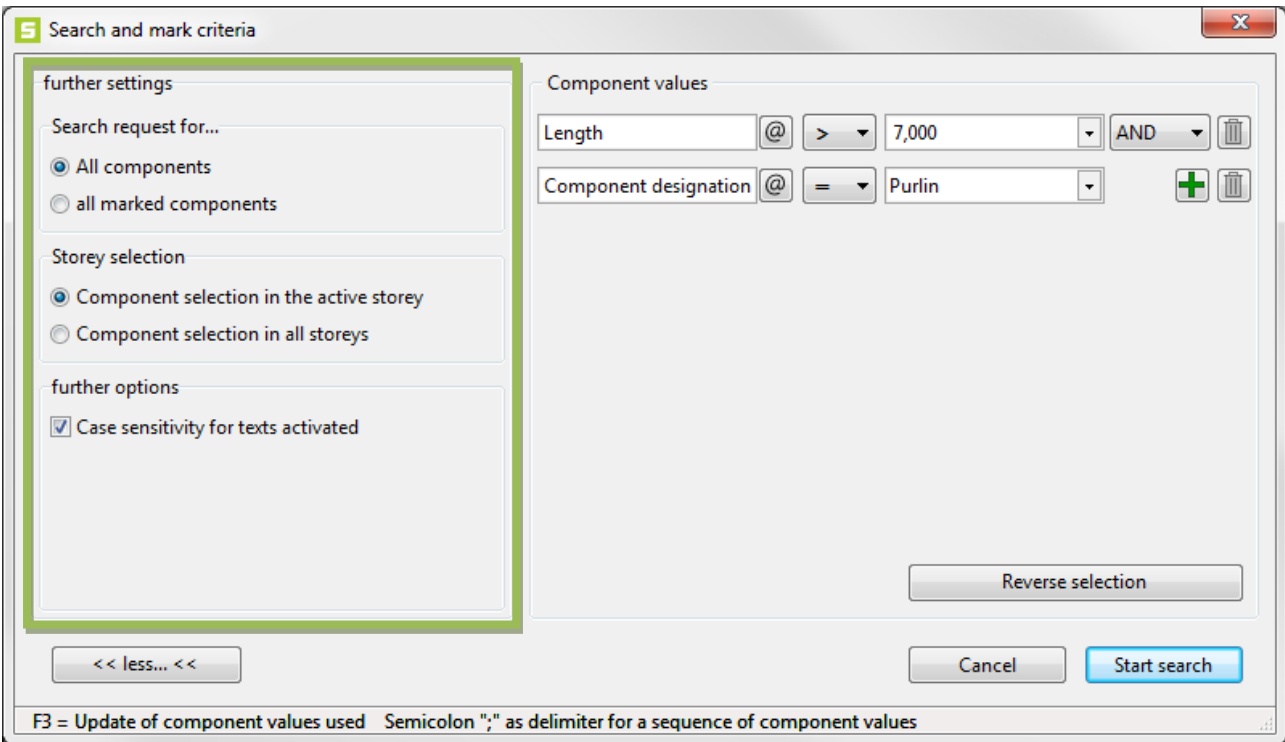 Search and mark criteria
further settings
Search request for...
All components
all marked components
Storey selection
Component selection in the active storey
Component selection in all storeys
further options
Case sensitivity for texts activated
Component values
Length @ > 7,000 AND
Component designation @ = Purlin
Reverse selection
<< less... <<
Cancel
Start search
F3 = Update of component values used Semicolon ";" as delimiter for a sequence of component values